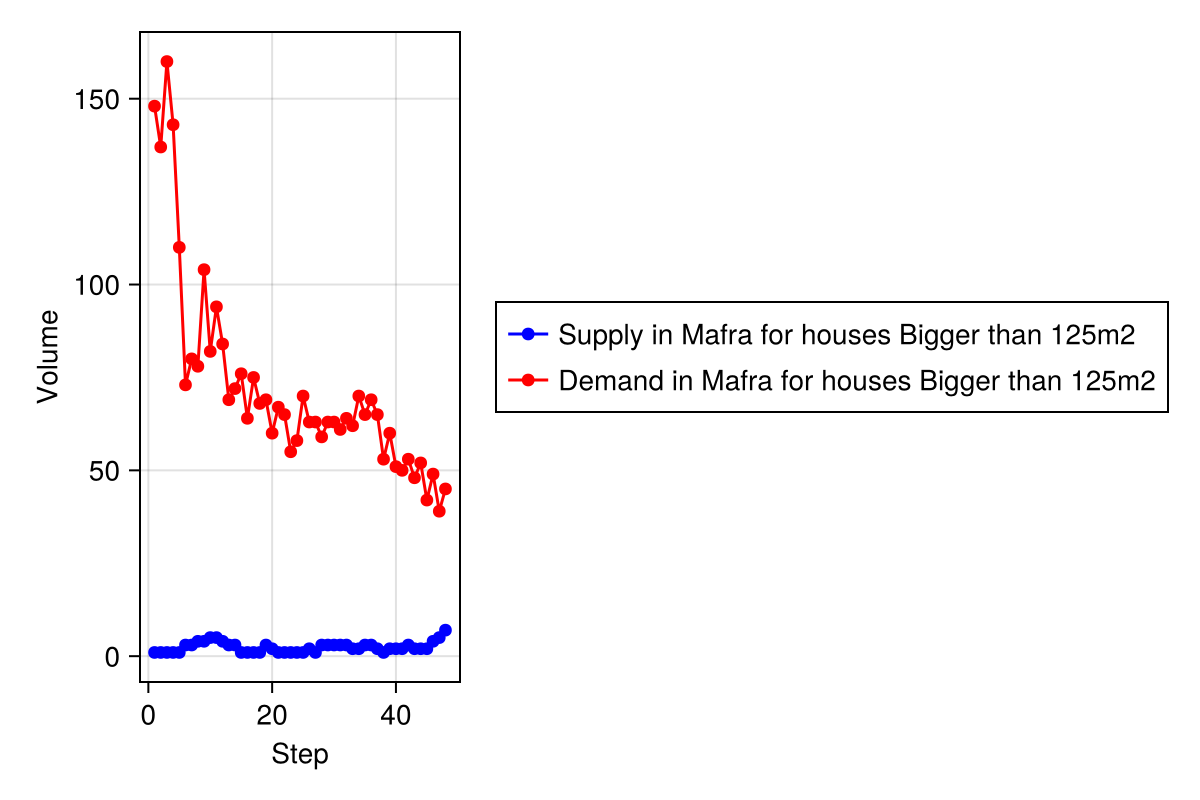 Volume
150
100
50
0
0 20 40
Step
Supply in Mafra for houses Bigger than 125m2
Demand in Mafra for houses Bigger than 125m2